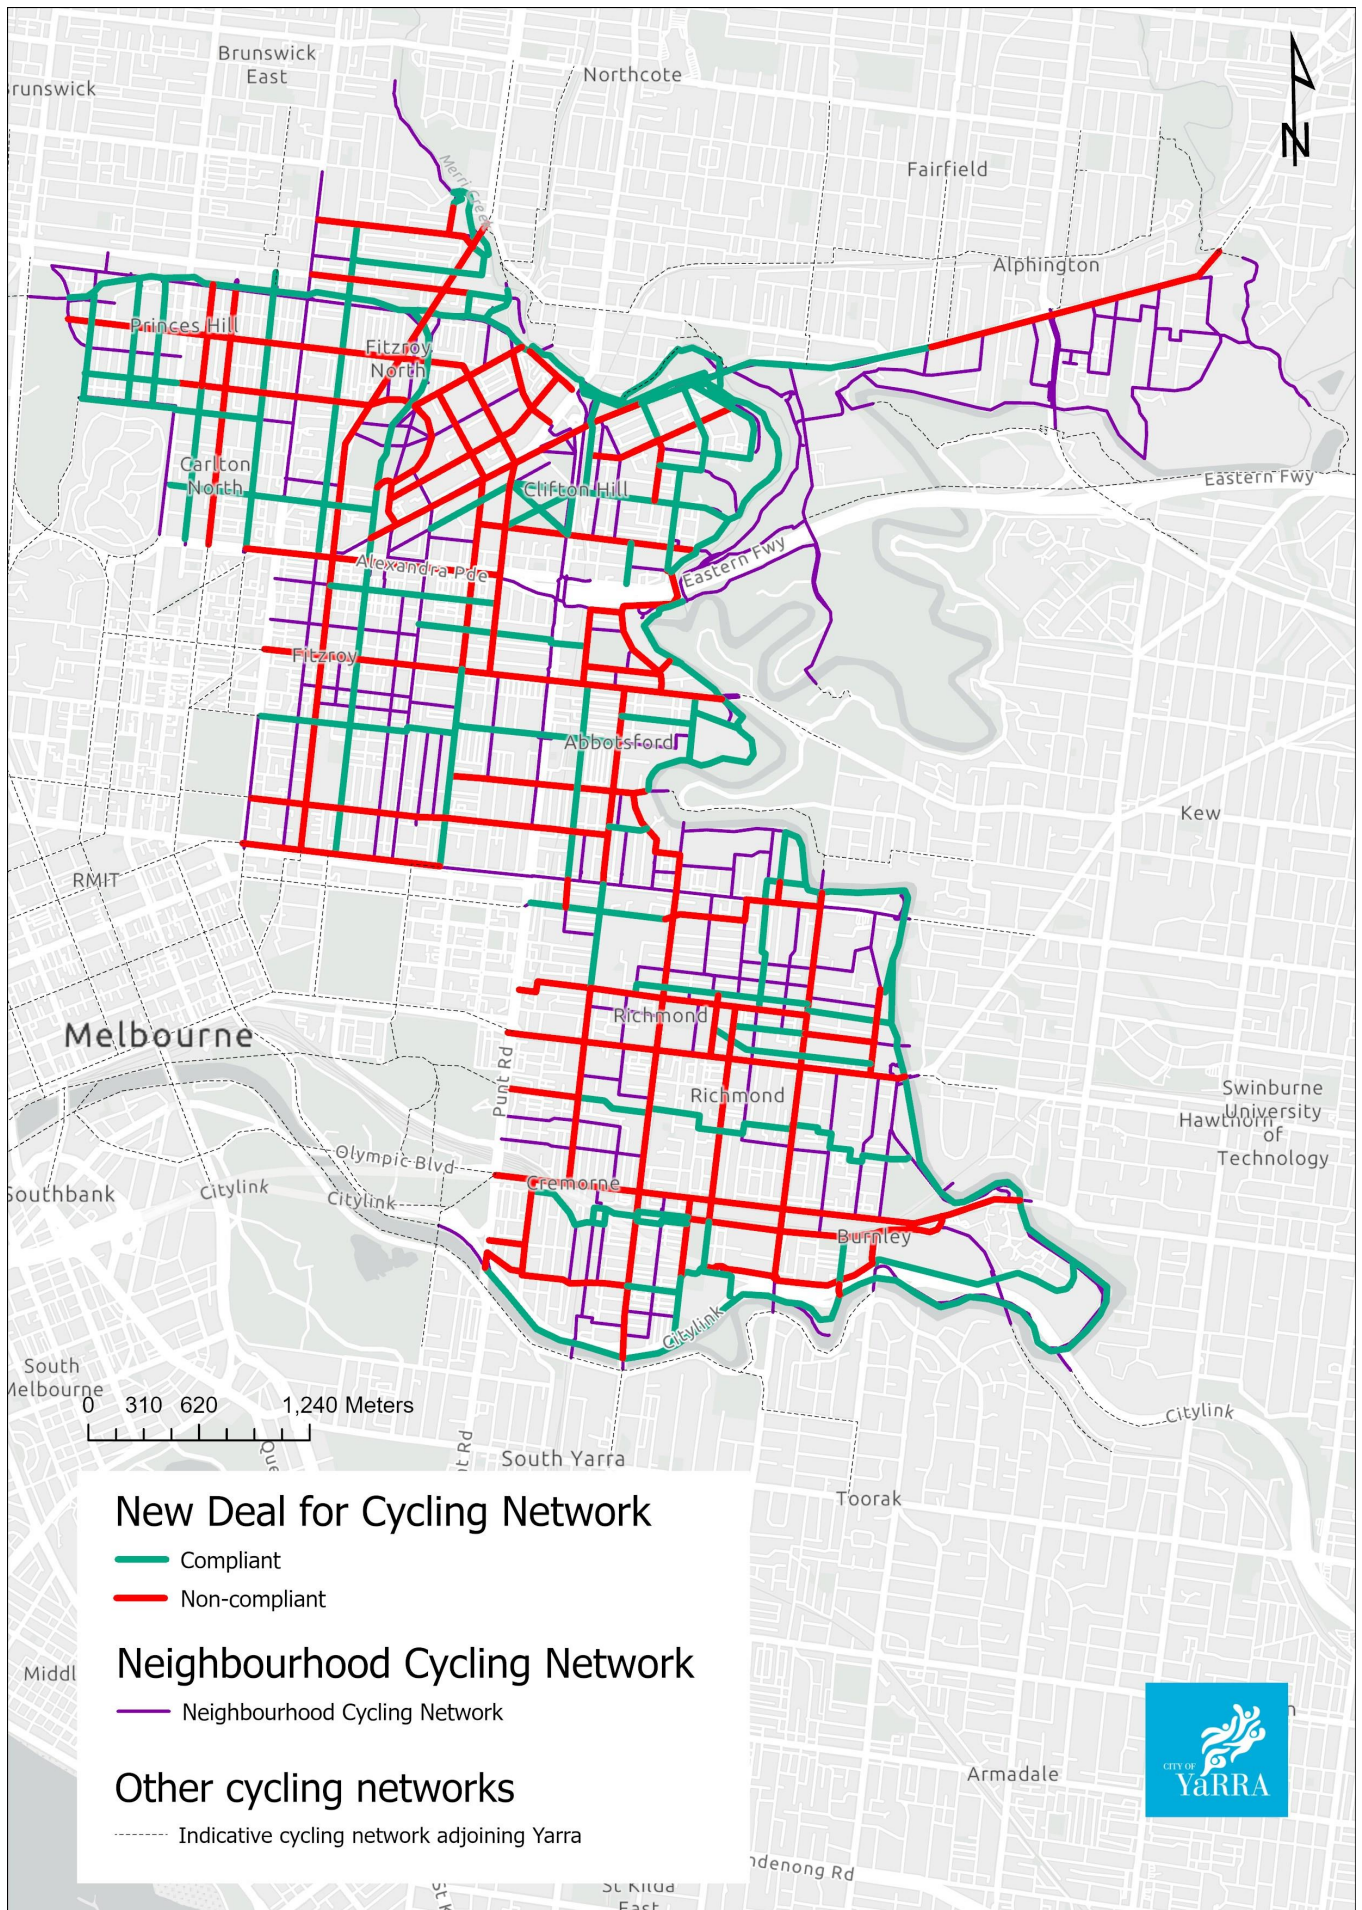 Brunswick
East
Northcote
runswick
N
Merri Creek
Fairfield
Alphington
Princes Hill
Fitzroy
North
Carlton
North
Clifton Hill
Eastern Fwy
Alexandra Pde
Eastern Fwy
Fitzroy
Abbotsford
Kew
RMIT
Melbourne
Richmond
Punt Rd
Richmond
Swinburne
University
Hawthorn
of
Technology
Olympic Blvd
Cremorne
Southbank
Citylink
Citylink
Burnley
Citylink
South
Melbourne
0 310 620 1,240 Meters
Citylink
Que
nt Rd
South Yarra
Toorak
New Deal for Cycling Network
Compliant
Non-compliant
Neighbourhood Cycling Network
Middl
Neighbourhood Cycling Network
n
CITY OF
YaRRA
Armadale
Other cycling networks
Indicative cycling network adjoining Yarra
ndenong Rd
St K
St Kilda
East